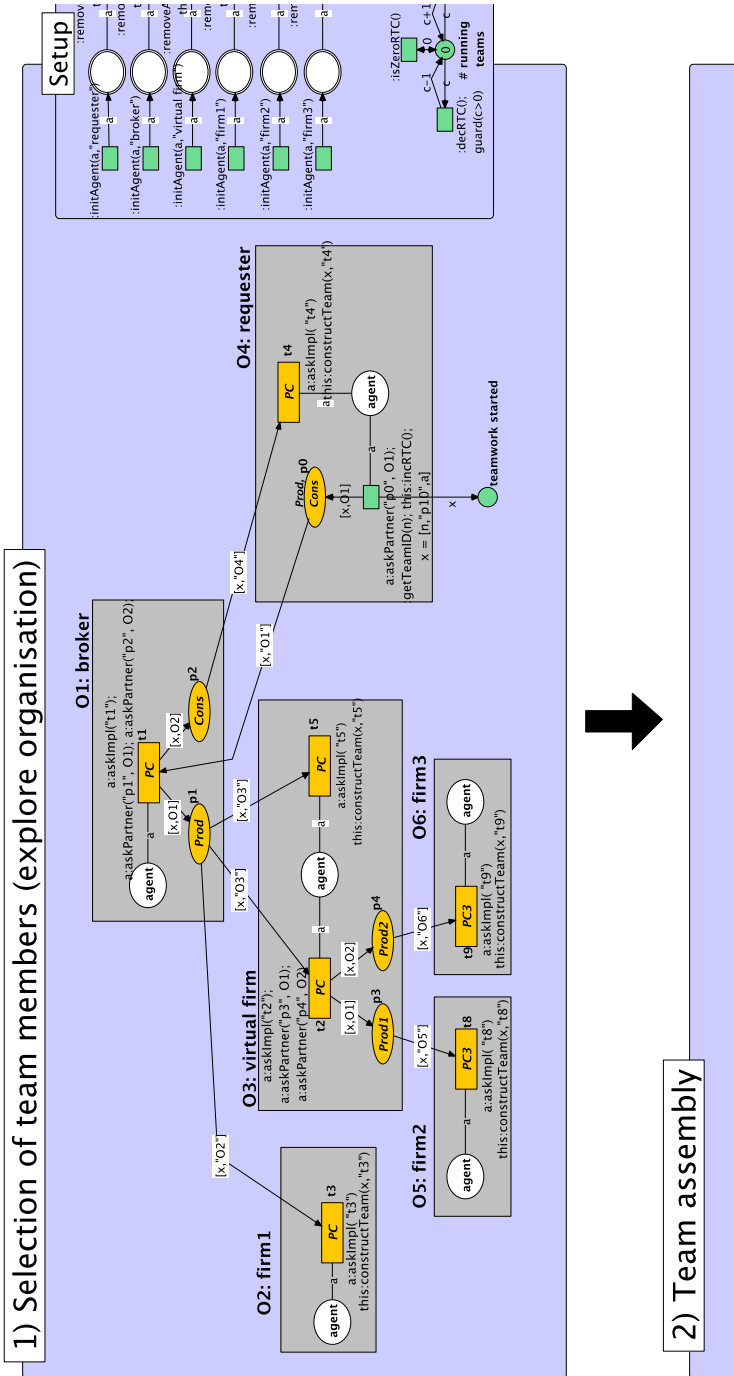 1) Selection of team members (explore organisation)
Setup
:initAgent(a,"requester")
:initAgent(a,"broker")
:initAgent(a,"virtual firm")
:initAgent(a,"firm1")
:initAgent(a,"firm2")
:initAgent(a,"firm3")
a
a
a
a
a
a
a
a
a
a
a
a
:isZeroRTC()
0
0
c−1
c
c+1
c
# running
teams
:decRTC();
guard(c>0)
O1: broker
a:askImpl("t1");
a:askPartner("p1", O1); a:askPartner("p2", O2);
agent
a
PC
t1
[x,O1]
[x,O2]
Prod
p1
Cons
p2
[x,"O4"]
[x,"O1"]
[x,"O3"]
[x,"O3"]
[x,"O2"]
O4: requester
PC
t4
a:askImpl( "t4")
this:constructTeam(x,"t4")
a
agent
a
Prod,
Cons
p0
[x,O1]
a:askPartner("p0", O1);
:getTeamID(n); this:incRTC();
x = [n,"p10",a]
x
teamwork started
O3: virtual firm
a:askImpl("t2");
a:askPartner("p3", O1);
a:askPartner("p4", O2)
PC
t2
a
agent
a
PC
t5
a:askImpl( "t5")
this:constructTeam(x,"t5")
[x,O1]
[x,O2]
Prod1
p3
Prod2
p4
[x,"O5"]
[x,"O6"]
O2: firm1
agent
a
PC
t3
a:askImpl( "t3")
this:constructTeam(x,"t3")
O5: firm2
agent
a
PC3
t8
a:askImpl( "t8")
this:constructTeam(x,"t8")
O6: firm3
PC3
t9
a
agent
a:askImpl( "t9")
this:constructTeam(x,"t9")
2) Team assembly